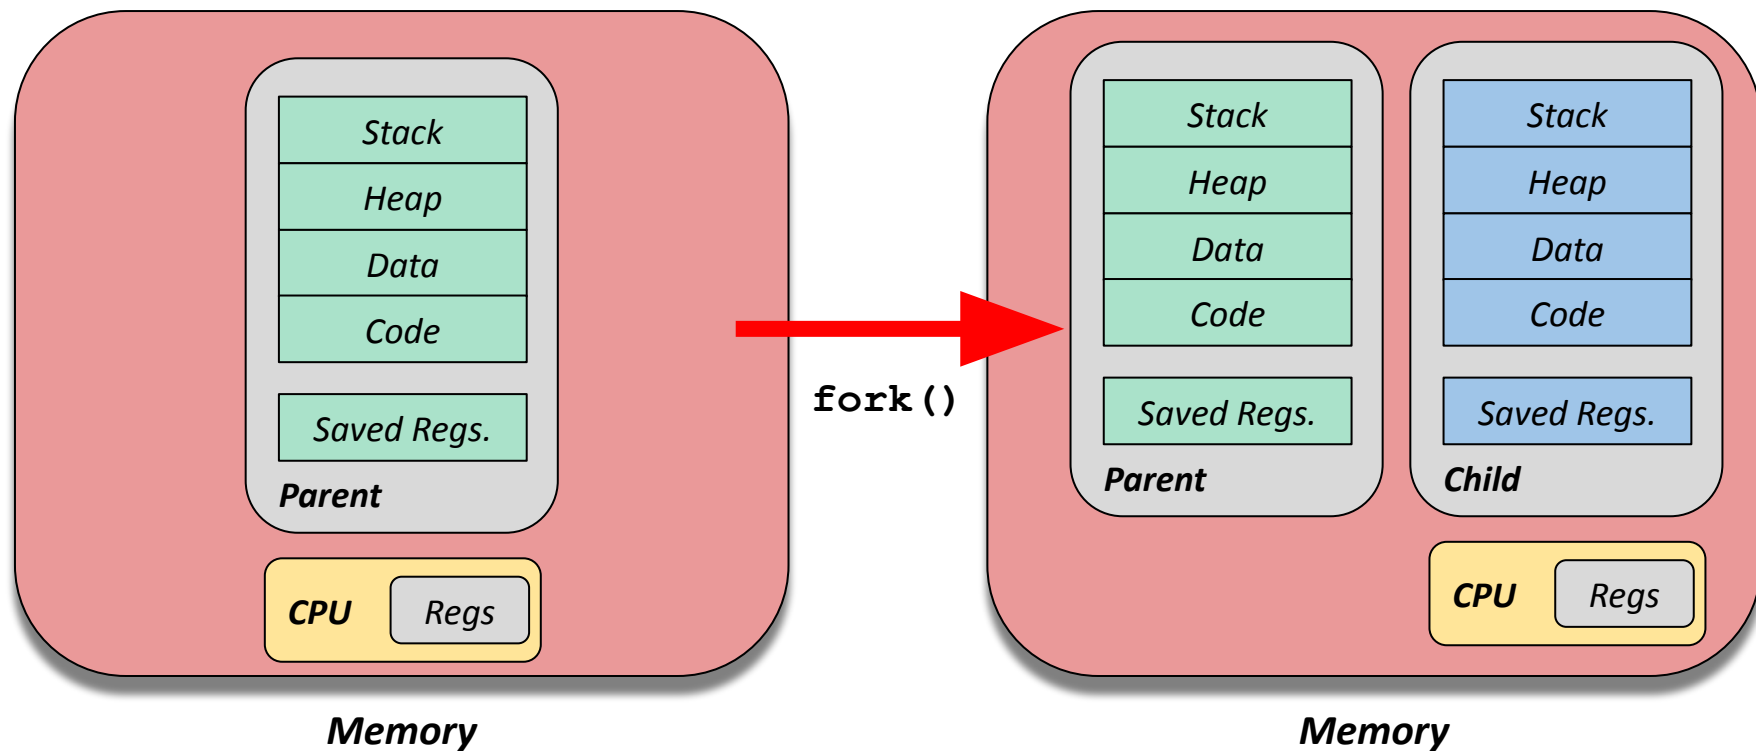 Stack
Heap
Data
Code
Saved Regs.
Parent
CPU
Regs
Memory
fork()
Stack
Heap
Data
Code
Saved Regs.
Parent
Stack
Heap
Data
Code
Saved Regs.
Child
CPU
Regs
Memory